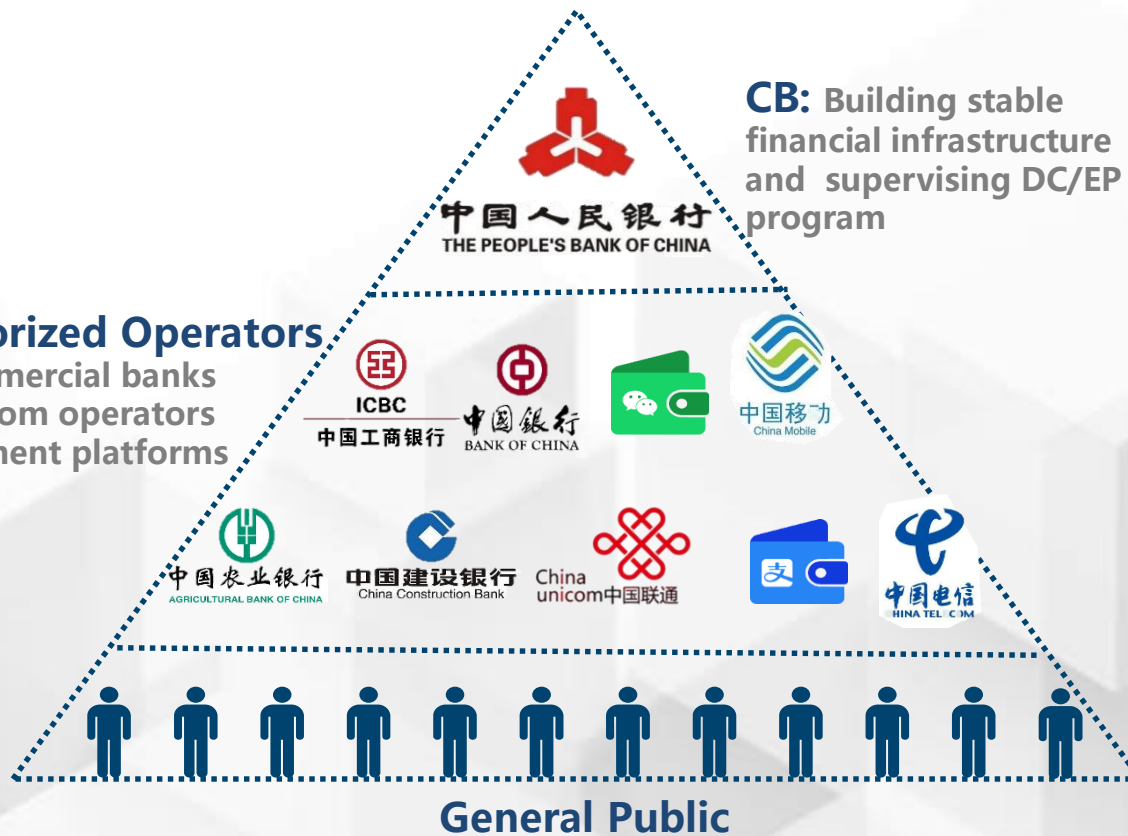 CB: Building stable
financial infrastructure
and supervising DC/EP
program
中国人民银行
THE PEOPLE'S BANK OF CHINA
orized Operators
mercial banks
om operators
ment platforms
ICBC
中国工商银行
中國銀行
BANK OF CHINA
中国移动
China Mobile
中国农业银行
AGRICULTURAL BANK OF CHINA
中国建设银行
China Construction Bank
China
unicom中国联通
支
中国电信
HINA TEL COM
General Public